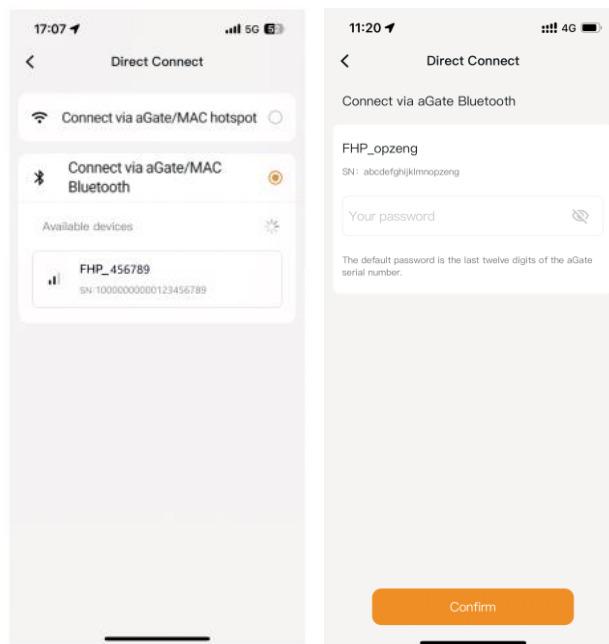 17:07
5G
Direct Connect
Connect via aGate/MAC hotspot
Connect via aGate/MAC
Bluetooth
Available devices
FHP_456789
SN:1000000000123456789
11:20
4G
Direct Connect
Connect via aGate Bluetooth
FHP_opzeng
SN: abcdefghijklmnopzeng
Your password
The default password is the last twelve digits of the aGate
serial number.
Confirm